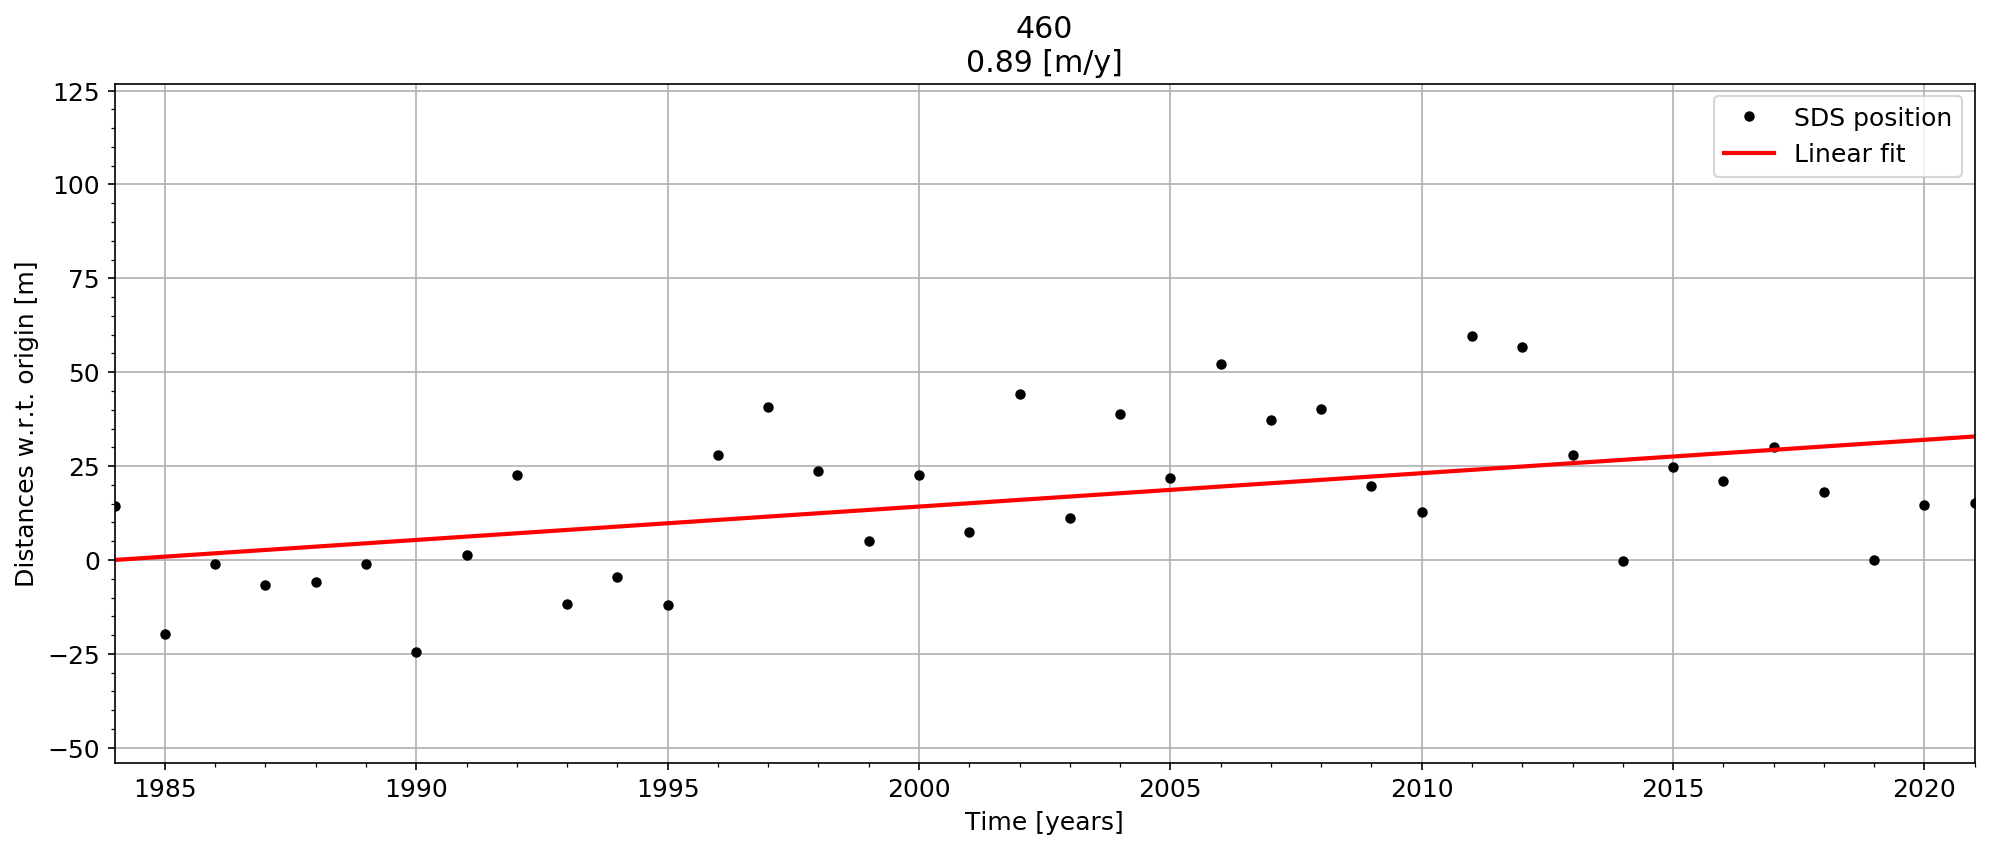 460
0.89 [m/y]
Distances w.r.t. origin [m]
125
100
75
50
25
0
−25
−50
SDS position
Linear fit
1985 1990 1995 2000 2005 2010 2015 2020
Time [years]